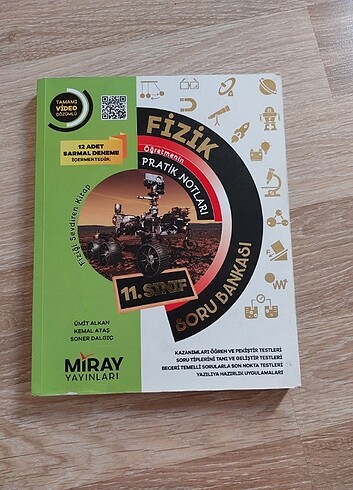 TAMAMI
VİDEO
ÇÖZÜMLÜ
12 ADET
SARMAL DENEME
İÇERMEKTEDİR.
FİZİK
Öğretmenin
PRATİK NOTLARI
SORU BANKASI
Fiziği Sevdiren Kitap
11. SINIF
ÜMİT ALKAN
KEMAL ATAŞ
SONER DALGIÇ
MİRAY
YAYINLARI
KAZANIMLARI ÖĞREN VE PEKİŞTİR TESTLERİ
SORU TİPLERİNİ TANI VE GELİŞTİR TESTLERİ
BECERİ TEMELLİ SORULARLA SON NOKTA TESTLERİ
YAZILIYA HAZIRLIK UYGULAMALARI